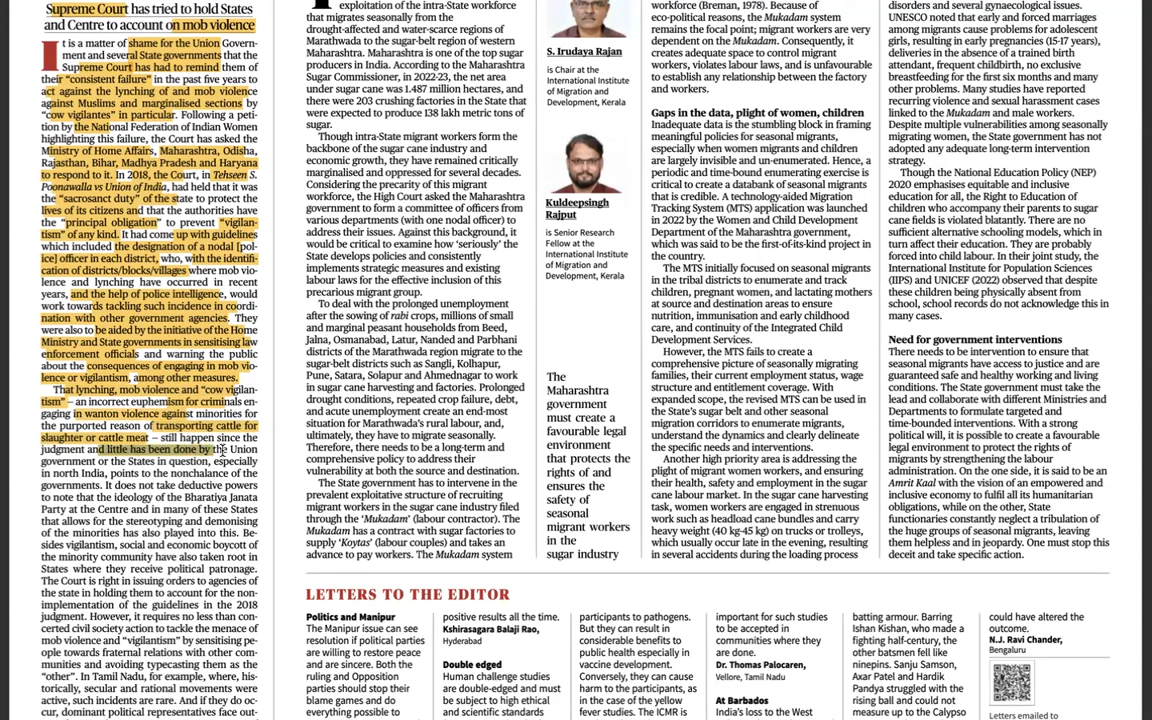 Supreme Court has tried to hold States
and Centre to account on mob violence
It is a matter of shame for the Union Govern-
ment and several State governments that the
Supreme Court has had to remind them of
their “consistent failure” in the past five years to
act against the lynching of and mob violence
against Muslims and marginalised sections by
“cow vigilantes” in particular. Following a peti-
tion by the National Federation of Indian Women
highlighting this failure, the Court has asked the
Ministry of Home Affairs, Maharashtra, Odisha,
Rajasthan, Bihar, Madhya Pradesh and Haryana
to respond to it. In 2018, the Court, in Tehseen S.
Poonawalla vs Union of India, had held that it was
the “sacrosanct duty” of the state to protect the
lives of its citizens and that the authorities have
the “principal obligation” to prevent “vigilan-
tism” of any kind. It had come up with guidelines
which included the designation of a nodal [pol-
ice] officer in each district, who, with the identifi-
cation of districts/blocks/villages where mob vio-
lence and lynching have occurred in recent
years, and the help of police intelligence, would
work towards tackling such incidence in coordi-
nation with other government agencies. They
were also to be aided by the initiative of the Home
Ministry and State governments in sensitising law
enforcement officials and warning the public
about the consequences of engaging in mob vio-
lence or vigilantism, among other measures.
That lynching, mob violence and “cow vigilan-
tism” – an incorrect euphemism for criminals en-
gaging in wanton violence against minorities for
the purported reason of transporting cattle for
slaughter or cattle meat – still happen since the
judgment and little has been done by the Union
government or the States in question, especially
in north India, points to the nonchalance of the
governments. It does not take deductive powers
to note that the ideology of the Bharatiya Janata
Party at the Centre and in many of these States
that allows for the stereotyping and demonising
of the minorities has also played into this. Be-
sides vigilantism, social and economic boycott of
the minority community have also taken root in
States where they receive political patronage.
The Court is right in issuing orders to agencies of
the state in holding them to account for the non-
implementation of the guidelines in the 2018
judgment. However, it requires no less than con-
certed civil society action to tackle the menace of
mob violence and “vigilantism” by sensitising pe-
ople towards fraternal relations with other com-
munities and avoiding typecasting them as the
“other”. In Tamil Nadu, for example, where, his-
torically, secular and rational movements were
active, such incidents are rare. And if they do oc-
cur, dominant political representatives face out-
exploitation of the intra-State workforce
that migrates seasonally from the
drought-affected and water-scarce regions of
Marathwada to the sugar-belt region of western
Maharashtra. Maharashtra is one of the top sugar
producers in India. According to the Maharashtra
Sugar Commissioner, in 2022-23, the net area
under sugar cane was 1.487 million hectares, and
there were 203 crushing factories in the State that
were expected to produce 138 lakh metric tons of
sugar.
Though intra-State migrant workers form the
backbone of the sugar cane industry and
economic growth, they have remained critically
marginalised and oppressed for several decades.
Considering the precarity of this migrant
workforce, the High Court asked the Maharashtra
government to form a committee of officers from
various departments (with one nodal officer) to
address their issues. Against this background, it
would be critical to examine how ‘seriously’ the
State develops policies and consistently
implements strategic measures and existing
labour laws for the effective inclusion of this
precarious migrant group.
To deal with the prolonged unemployment
after the sowing of rabi crops, millions of small
and marginal peasant households from Beed,
Jalna, Osmanabad, Latur, Nanded and Parbhani
districts of the Marathwada region migrate to the
sugar-belt districts such as Sangli, Kolhapur,
Pune, Satara, Solapur and Ahmednagar to work
in sugar cane harvesting and factories. Prolonged
drought conditions, repeated crop failure, debt,
and acute unemployment create an end-most
situation for Marathwada’s rural labour, and,
ultimately, they have to migrate seasonally.
Therefore, there needs to be a long-term and
comprehensive policy to address their
vulnerability at both the source and destination.
The State government has to intervene in the
prevalent exploitative structure of recruiting
migrant workers in the sugar cane industry filed
through the ‘Mukadam’ (labour contractor). The
Mukadam has a contract with sugar factories to
supply ‘Koytas’ (labour couples) and takes an
advance to pay workers. The Mukadam system
S. Irudaya Rajan
is Chair at the
International Institute
of Migration and
Development, Kerala
Kuldeepsingh
Rajput
is Senior Research
Fellow at the
International Institute
of Migration and
Development, Kerala
The
Maharashtra
government
must create a
favourable legal
environment
that protects the
rights of and
ensures the
safety of
seasonal
migrant workers
in the
sugar industry
workforce (Breman, 1978). Because of
eco-political reasons, the Mukadam system
remains the focal point; migrant workers are very
dependent on the Mukadam. Consequently, it
creates adequate space to control migrant
workers, violates labour laws, and is unfavourable
to establish any relationship between the factory
and workers.
Gaps in the data, plight of women, children
Inadequate data is the stumbling block in framing
meaningful policies for seasonal migrants,
especially when women migrants and children
are largely invisible and un-enumerated. Hence, a
periodic and time-bound enumerating exercise is
critical to create a databank of seasonal migrants
that is credible. A technology-aided Migration
Tracking System (MTS) application was launched
in 2022 by the Women and Child Development
Department of the Maharashtra government,
which was said to be the first-of-its-kind project in
the country.
The MTS initially focused on seasonal migrants
in the tribal districts to enumerate and track
children, pregnant women, and lactating mothers
at source and destination areas to ensure
nutrition, immunisation and early childhood
care, and continuity of the Integrated Child
Development Services.
However, the MTS fails to create a
comprehensive picture of seasonally migrating
families, their current employment status, wage
structure and entitlement coverage. With
expanded scope, the revised MTS can be used in
the State’s sugar belt and other seasonal
migration corridors to enumerate migrants,
understand the dynamics and clearly delineate
the specific needs and interventions.
Another high priority area is addressing the
plight of migrant women workers, and ensuring
their health, safety and employment in the sugar
cane labour market. In the sugar cane harvesting
task, women workers are engaged in strenuous
work such as headload cane bundles and carry
heavy weight (40 kg-45 kg) on trucks or trolleys,
which usually occur late in the evening, resulting
in several accidents during the loading process
disorders and several gynaecological issues.
UNESCO noted that early and forced marriages
among migrants cause problems for adolescent
girls, resulting in early pregnancies (15-17 years),
deliveries in the absence of a trained birth
attendant, frequent childbirth, no exclusive
breastfeeding for the first six months and many
other problems. Many studies have reported
recurring violence and sexual harassment cases
linked to the Mukadam and male workers.
Despite multiple vulnerabilities among seasonally
migrating women, the State government has not
adopted any adequate long-term intervention
strategy.
Though the National Education Policy (NEP)
2020 emphasises equitable and inclusive
education for all, the Right to Education of
children who accompany their parents to sugar
cane fields is violated blatantly. There are no
sufficient alternative schooling models, which in
turn affect their education. They are probably
forced into child labour. In their joint study, the
International Institute for Population Sciences
(IIPS) and UNICEF (2022) observed that despite
these children being physically absent from
school, school records do not acknowledge this in
many cases.
Need for government interventions
There needs to be intervention to ensure that
seasonal migrants have access to justice and are
guaranteed safe and healthy working and living
conditions. The State government must take the
lead and collaborate with different Ministries and
Departments to formulate targeted and
time-bounded interventions. With a strong
political will, it is possible to create a favourable
legal environment to protect the rights of
migrants by strengthening the labour
administration. On the one side, it is said to be an
Amrit Kaal with the vision of an empowered and
inclusive economy to fulfil all its humanitarian
obligations, while on the other, State
functionaries constantly neglect a tribulation of
the huge groups of seasonal migrants, leaving
them helpless and in jeopardy. One must stop this
deceit and take specific action.
LETTERS TO THE EDITOR
Politics and Manipur
The Manipur issue can see
resolution if political parties
are willing to restore peace
and are sincere. Both the
ruling and Opposition
parties should stop their
blame games and do
everything possible to
positive results all the time.
Kshirasagara Balaji Rao,
Hyderabad
Double edged
Human challenge studies
are double-edged and must
be subject to high ethical
and scientific standards
participants to pathogens.
But they can result in
considerable benefits to
public health especially in
vaccine development.
Conversely, they can cause
harm to the participants, as
in the case of the yellow
fever studies. The ICMR is
important for such studies
to be accepted in
communities where they
are done.
Dr. Thomas Palocaren,
Vellore, Tamil Nadu
At Barbados
India’s loss to the West
batting armour. Barring
Ishan Kishan, who made a
fighting half-century, the
other batsmen fell like
ninepins. Sanju Samson,
Axar Patel and Hardik
Pandya struggled with the
rising ball and could not
measure up to the Calypso
could have altered the
outcome.
N.J. Ravi Chander,
Bengaluru
Letters emailed to